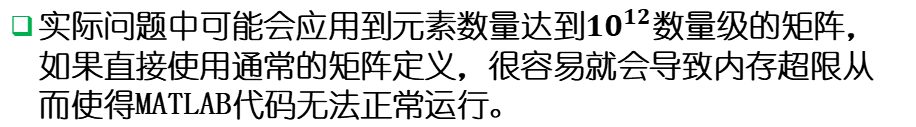 实际问题中可能会应用到元素数量达到10¹²数量级的矩阵，
如果直接使用通常的矩阵定义，很容易就会导致内存超限从
而使得MATLAB代码无法正常运行。